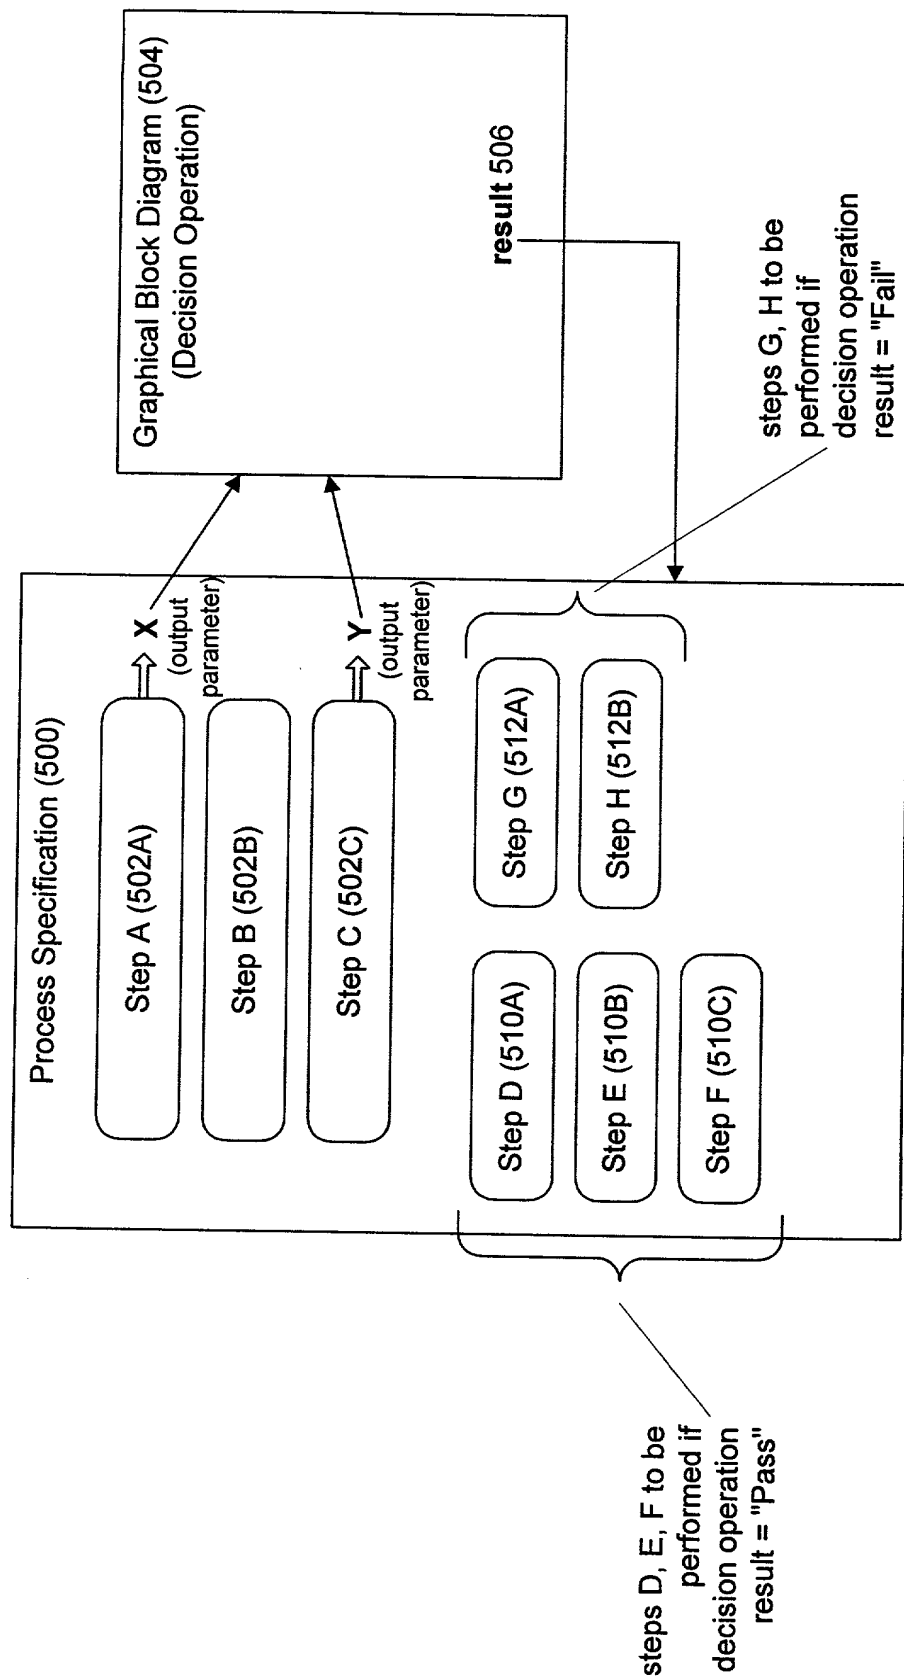 Process Specification (500)
Step A (502A)
X
(output
parameter)
Step B (502B)
Step C (502C)
Y
(output
parameter)
Graphical Block Diagram (504)
(Decision Operation)
result 506
steps D, E, F to be
performed if
decision operation
result = "Pass"
Step D (510A)
Step E (510B)
Step F (510C)
Step G (512A)
Step H (512B)
steps G, H to be
performed if
decision operation
result = "Fail"